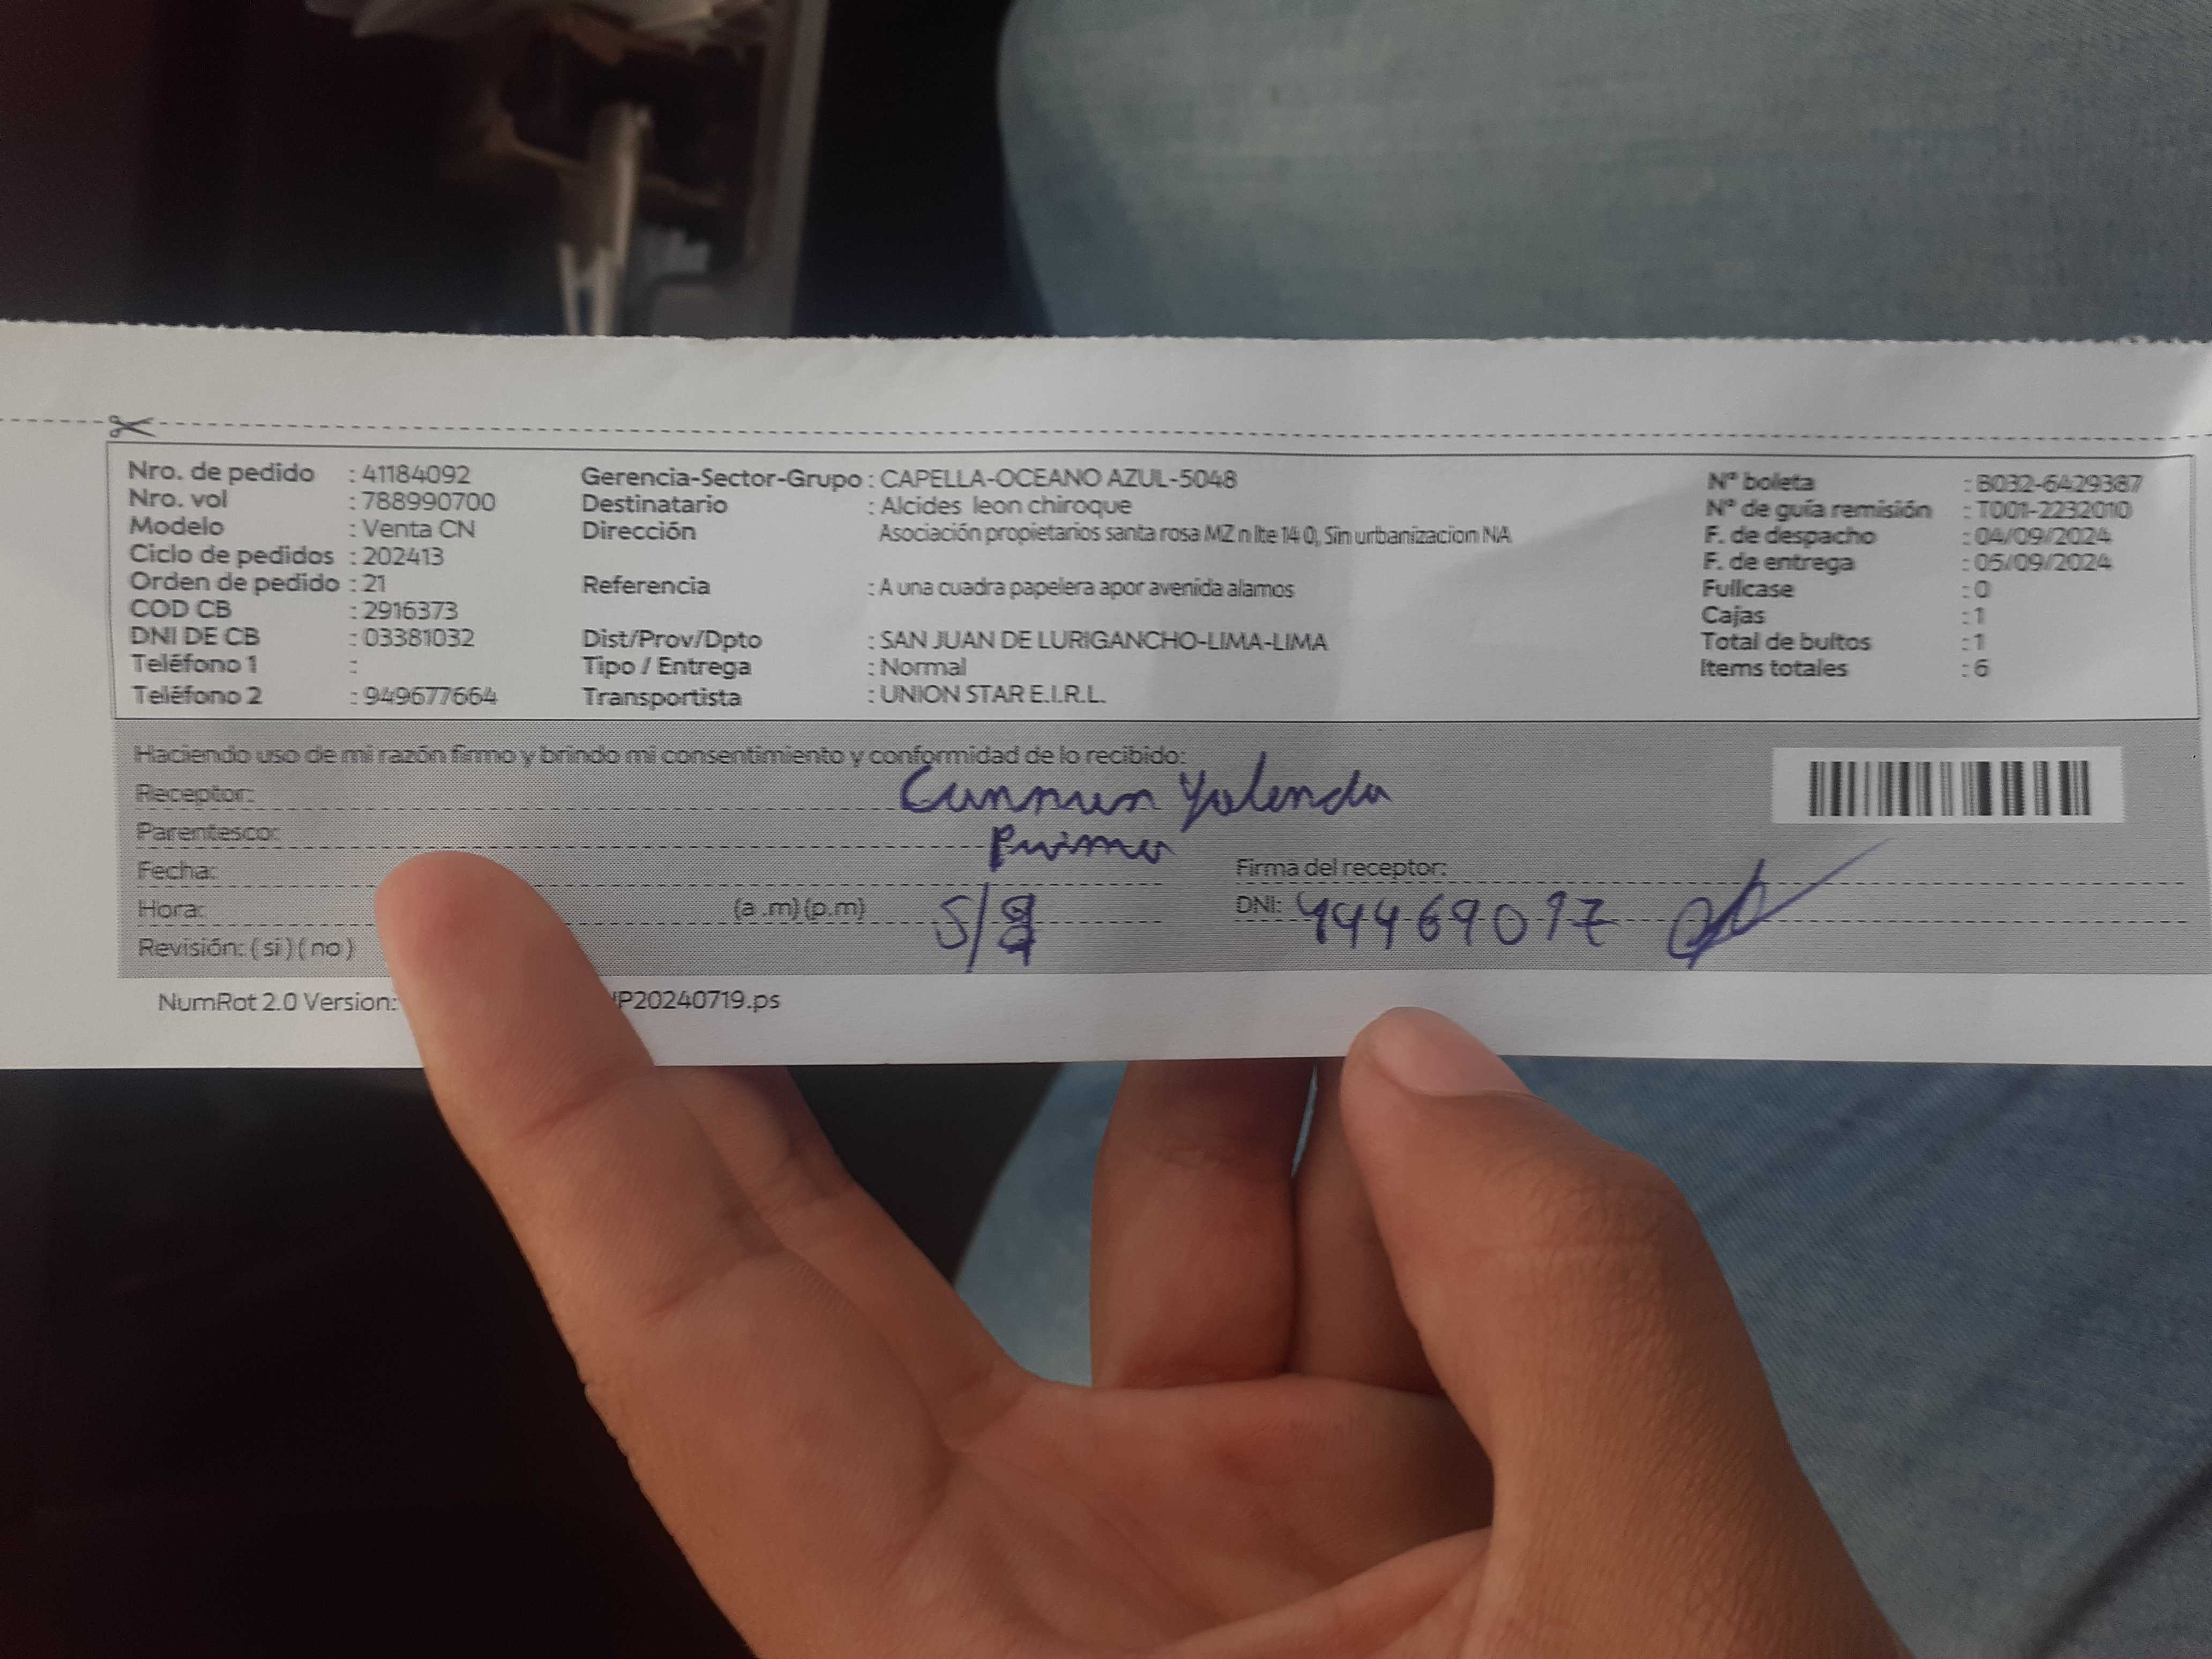 Nro. de pedido : 41184092
Nro. vol : 788990700
Modelo : Venta CN
Ciclo de pedidos : 202413
Orden de pedido : 21
COD CB : 2916373
DNI DE CB : 03381032
Teléfono 1 :
Teléfono 2 : 949677664
Gerencia-Sector-Grupo : CAPELLA-OCEANO AZUL-5048
Destinatario : Alcides leon chiroque
Dirección Asociación propietarios santa rosa MZ n lte 14 0, Sin urbanizacion NA
Referencia : A una cuadra papelera apor avenida alamos
Dist/Prov/Dpto : SAN JUAN DE LURIGANCHO-LIMA-LIMA
Tipo / Entrega : Normal
Transportista : UNION STAR E.I.R.L.
Nº boleta : B032-6429387
Nº de guía remisión : T001-2232010
F. de despacho : 04/09/2024
F. de entrega : 05/09/2024
Fullcase : 0
Cajas : 1
Total de bultos : 1
Items totales : 6
Haciendo uso de mi razón firmo y brindo mi consentimiento y conformidad de lo recibido:
Receptor:
Parentesco:
Fecha:
Hora: (a .m) (p.m)
Revisión: ( si ) ( no )
Firma del receptor:
DNI: 44469017
NumRot 2.0 Version: P20240719.ps